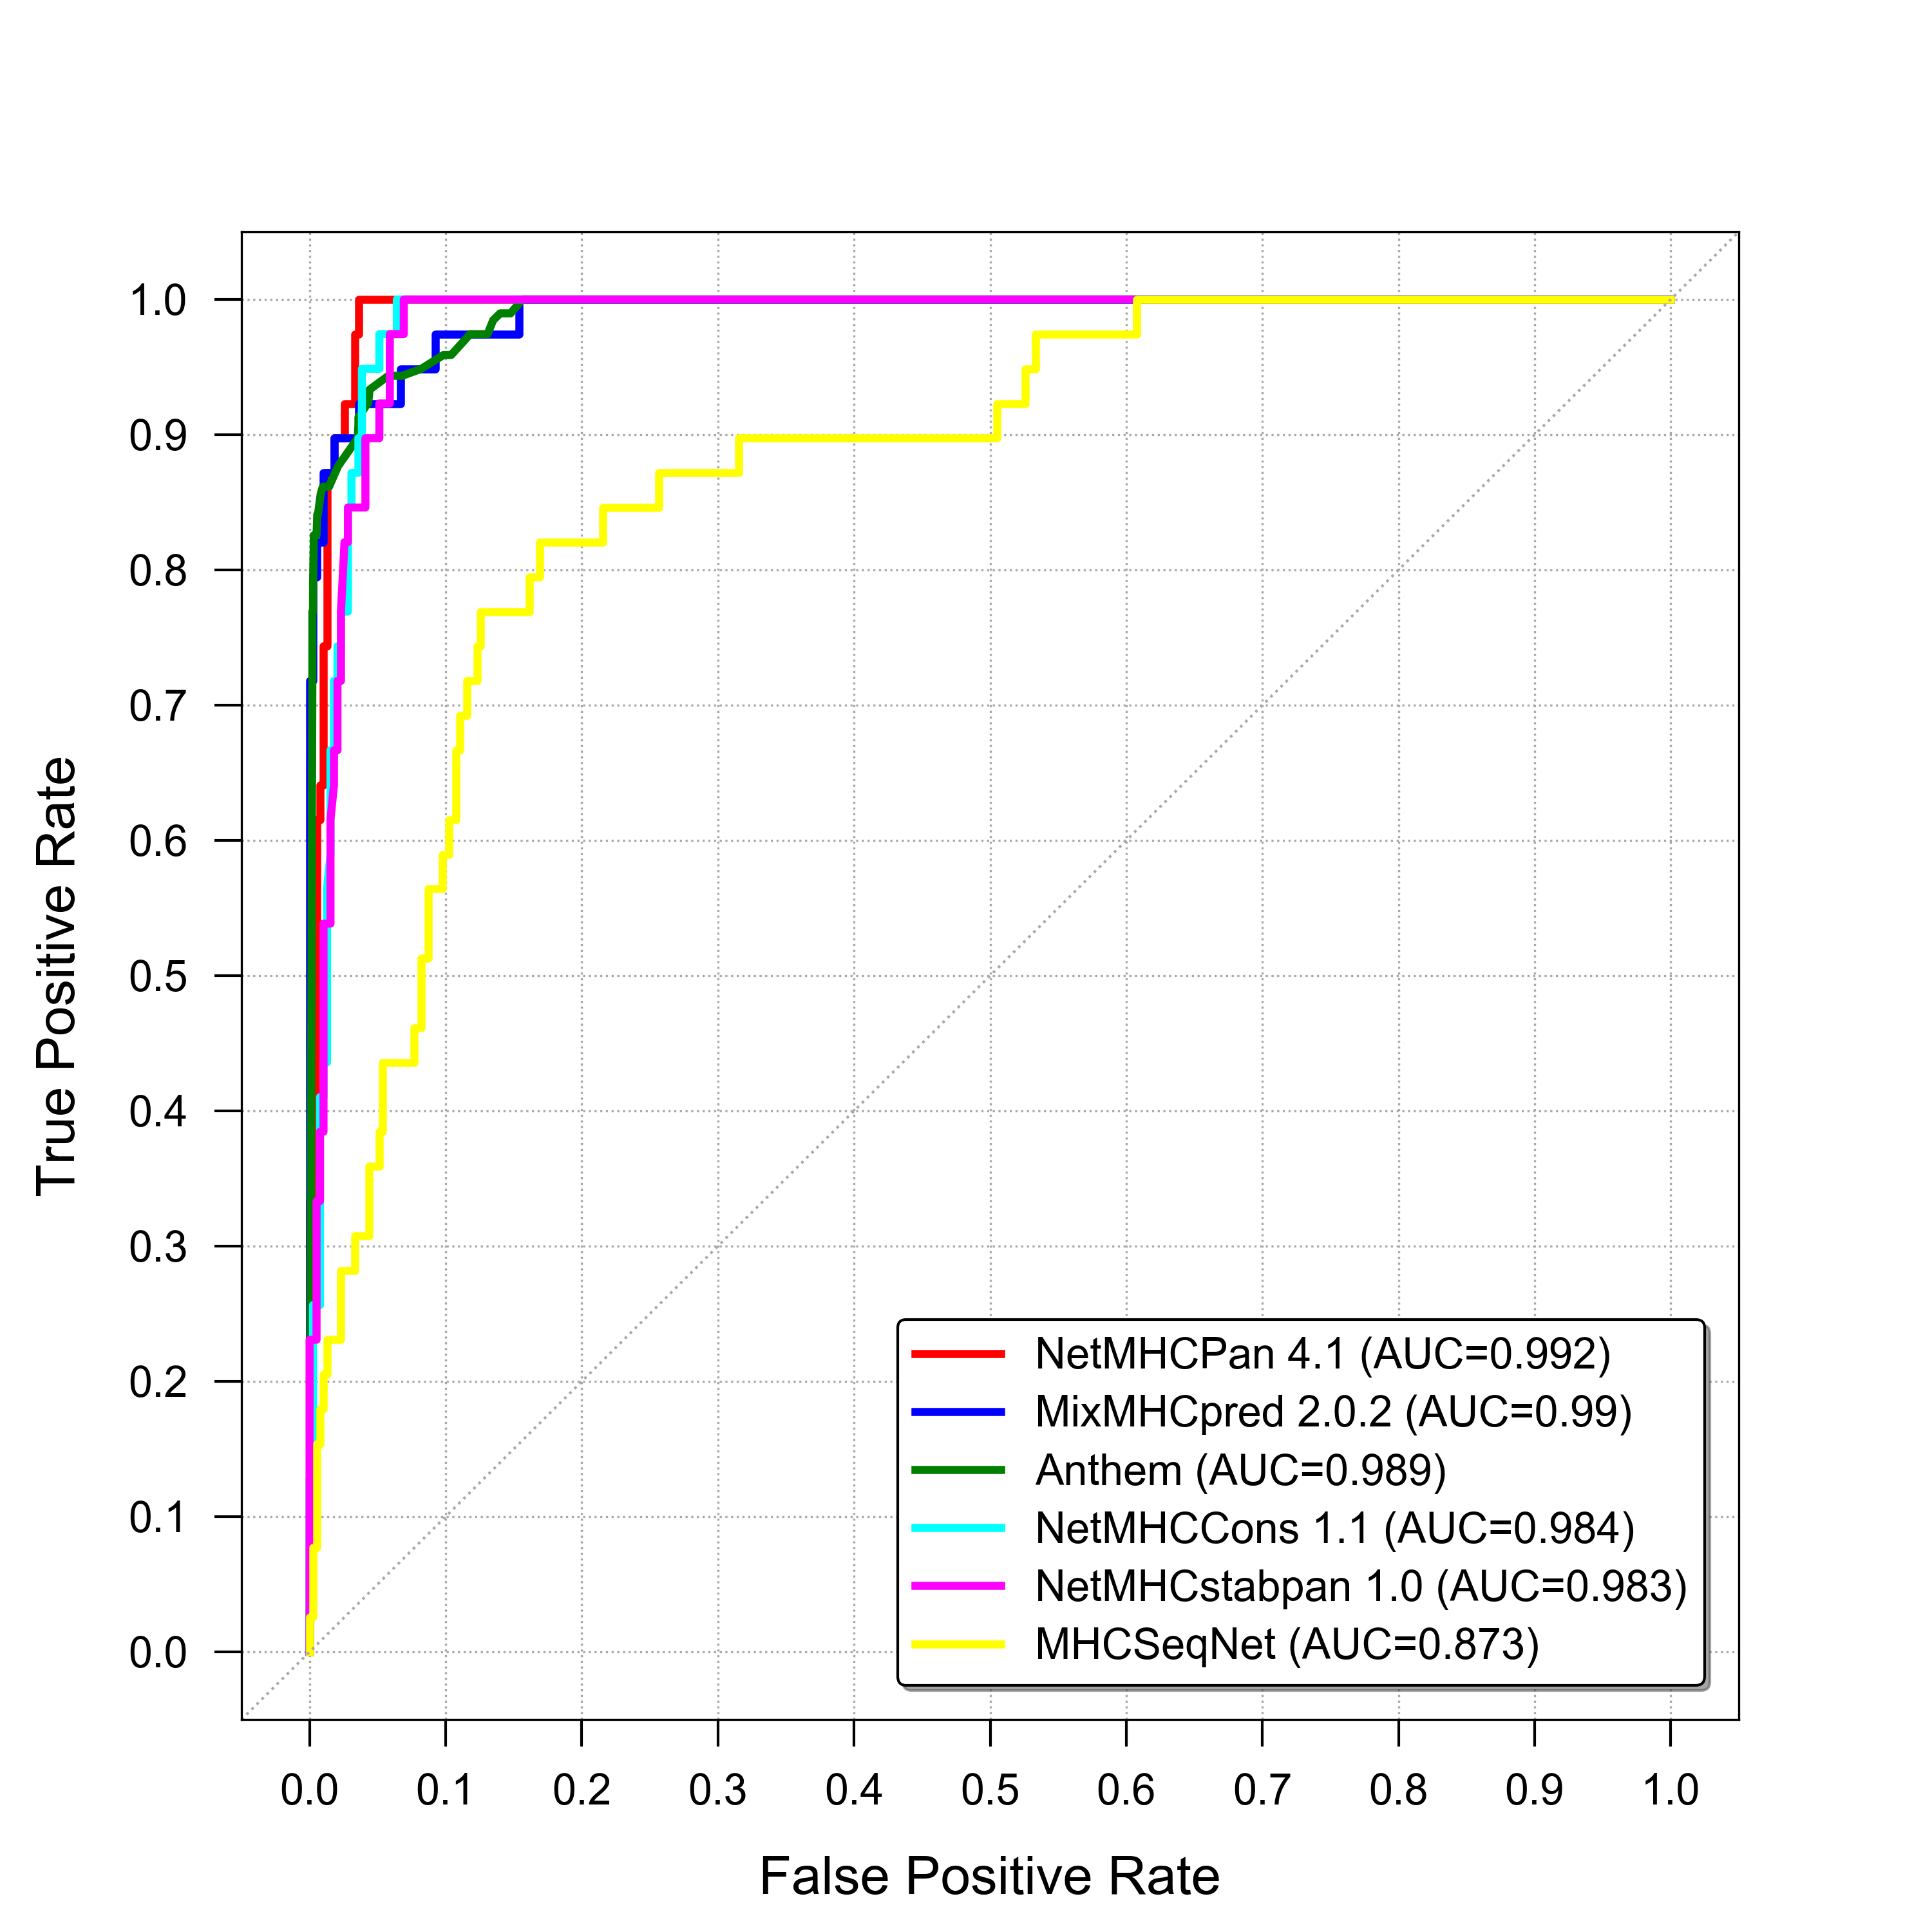 1.0
0.9
0.8
0.7
0.6
0.5
0.4
0.3
0.2
0.1
0.0
True Positive Rate
NetMHCPan 4.1 (AUC=0.992)
MixMHCpred 2.0.2 (AUC=0.99)
Anthem (AUC=0.989)
NetMHCCons 1.1 (AUC=0.984)
NetMHCstabpan 1.0 (AUC=0.983)
MHCSeqNet (AUC=0.873)
0.0 0.1 0.2 0.3 0.4 0.5 0.6 0.7 0.8 0.9 1.0
False Positive Rate